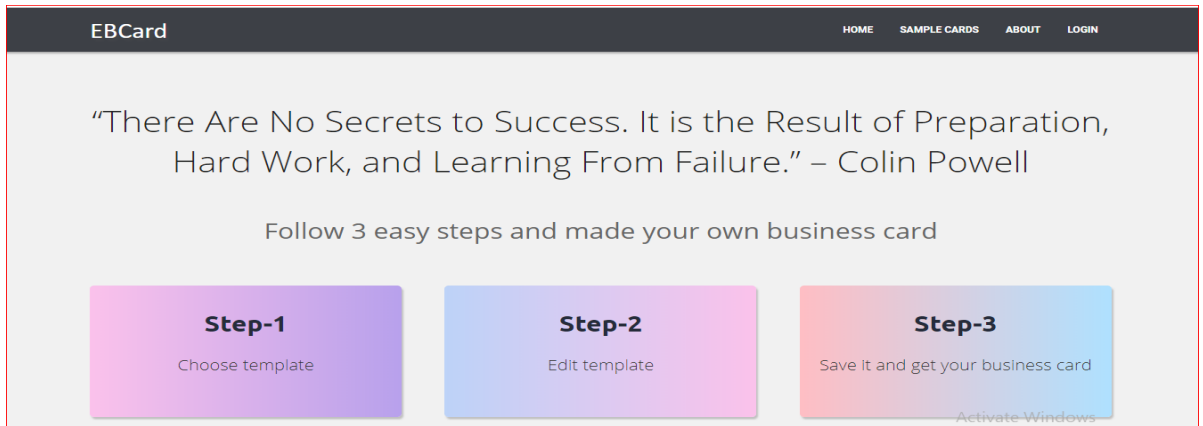 EBCard HOME SAMPLE CARDS ABOUT LOGIN
“There Are No Secrets to Success. It is the Result of Preparation,
Hard Work, and Learning From Failure.” – Colin Powell
Follow 3 easy steps and made your own business card
Step-1 Step-2 Step-3
Choose template Edit template Save it and get your business card
Activate Windows